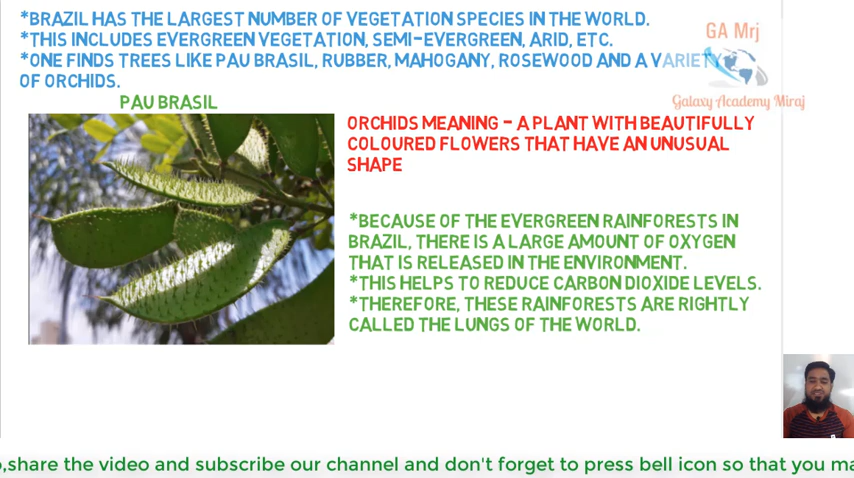 *BRAZIL HAS THE LARGEST NUMBER OF VEGETATION SPECIES IN THE WORLD.
*THIS INCLUDES EVERGREEN VEGETATION, SEMI-EVERGREEN, ARID, ETC.
*ONE FINDS TREES LIKE PAU BRASIL, RUBBER, MAHOGANY, ROSEWOOD AND A VARIETY
OF ORCHIDS.
GA Mrj
Galaxy Academy Miraj
PAU BRASIL
ORCHIDS MEANING - A PLANT WITH BEAUTIFULLY
COLOURED FLOWERS THAT HAVE AN UNUSUAL
SHAPE
*BECAUSE OF THE EVERGREEN RAINFORESTS IN
BRAZIL, THERE IS A LARGE AMOUNT OF OXYGEN
THAT IS RELEASED IN THE ENVIRONMENT.
*THIS HELPS TO REDUCE CARBON DIOXIDE LEVELS.
*THEREFORE, THESE RAINFORESTS ARE RIGHTLY
CALLED THE LUNGS OF THE WORLD.
,share the video and subscribe our channel and don't forget to press bell icon so that you